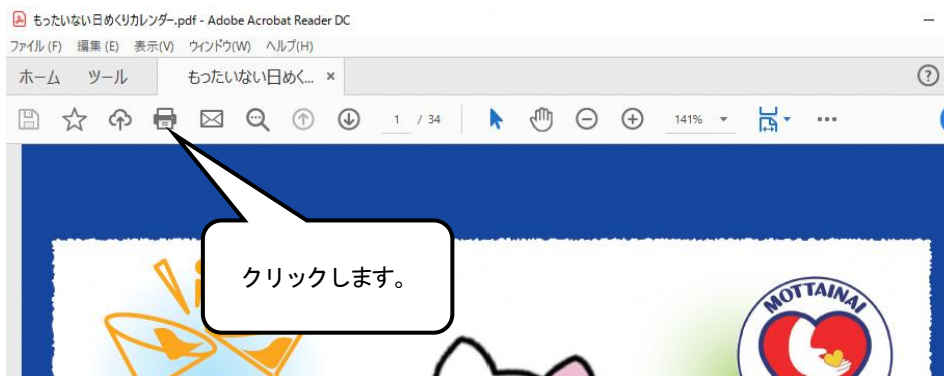 もったいない日めくりカレンダー.pdf - Adobe Acrobat Reader DC
ファイル(F) 編集(E) 表示(V) ウィンドウ(W) ヘルプ(H)
ホーム ツール もったいない日めく... ×
1 / 34 141%
クリックします。
MOTTAINAI